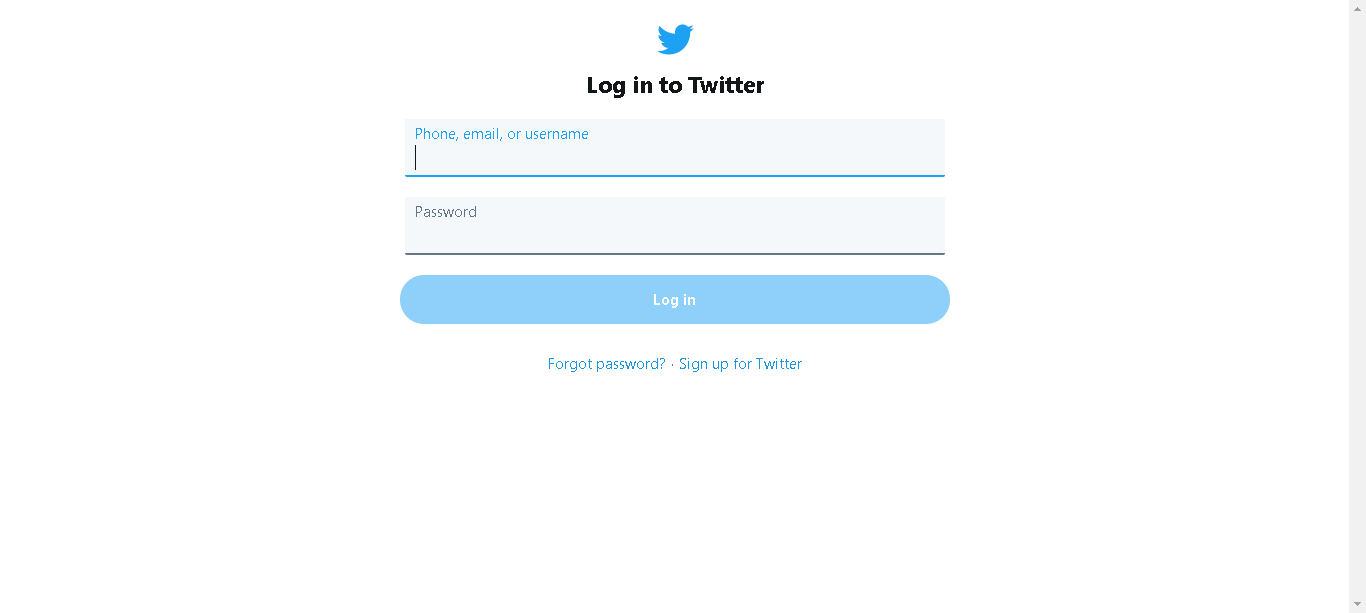 Log in to Twitter
Phone, email, or username
Password
Log in
Forgot password? · Sign up for Twitter